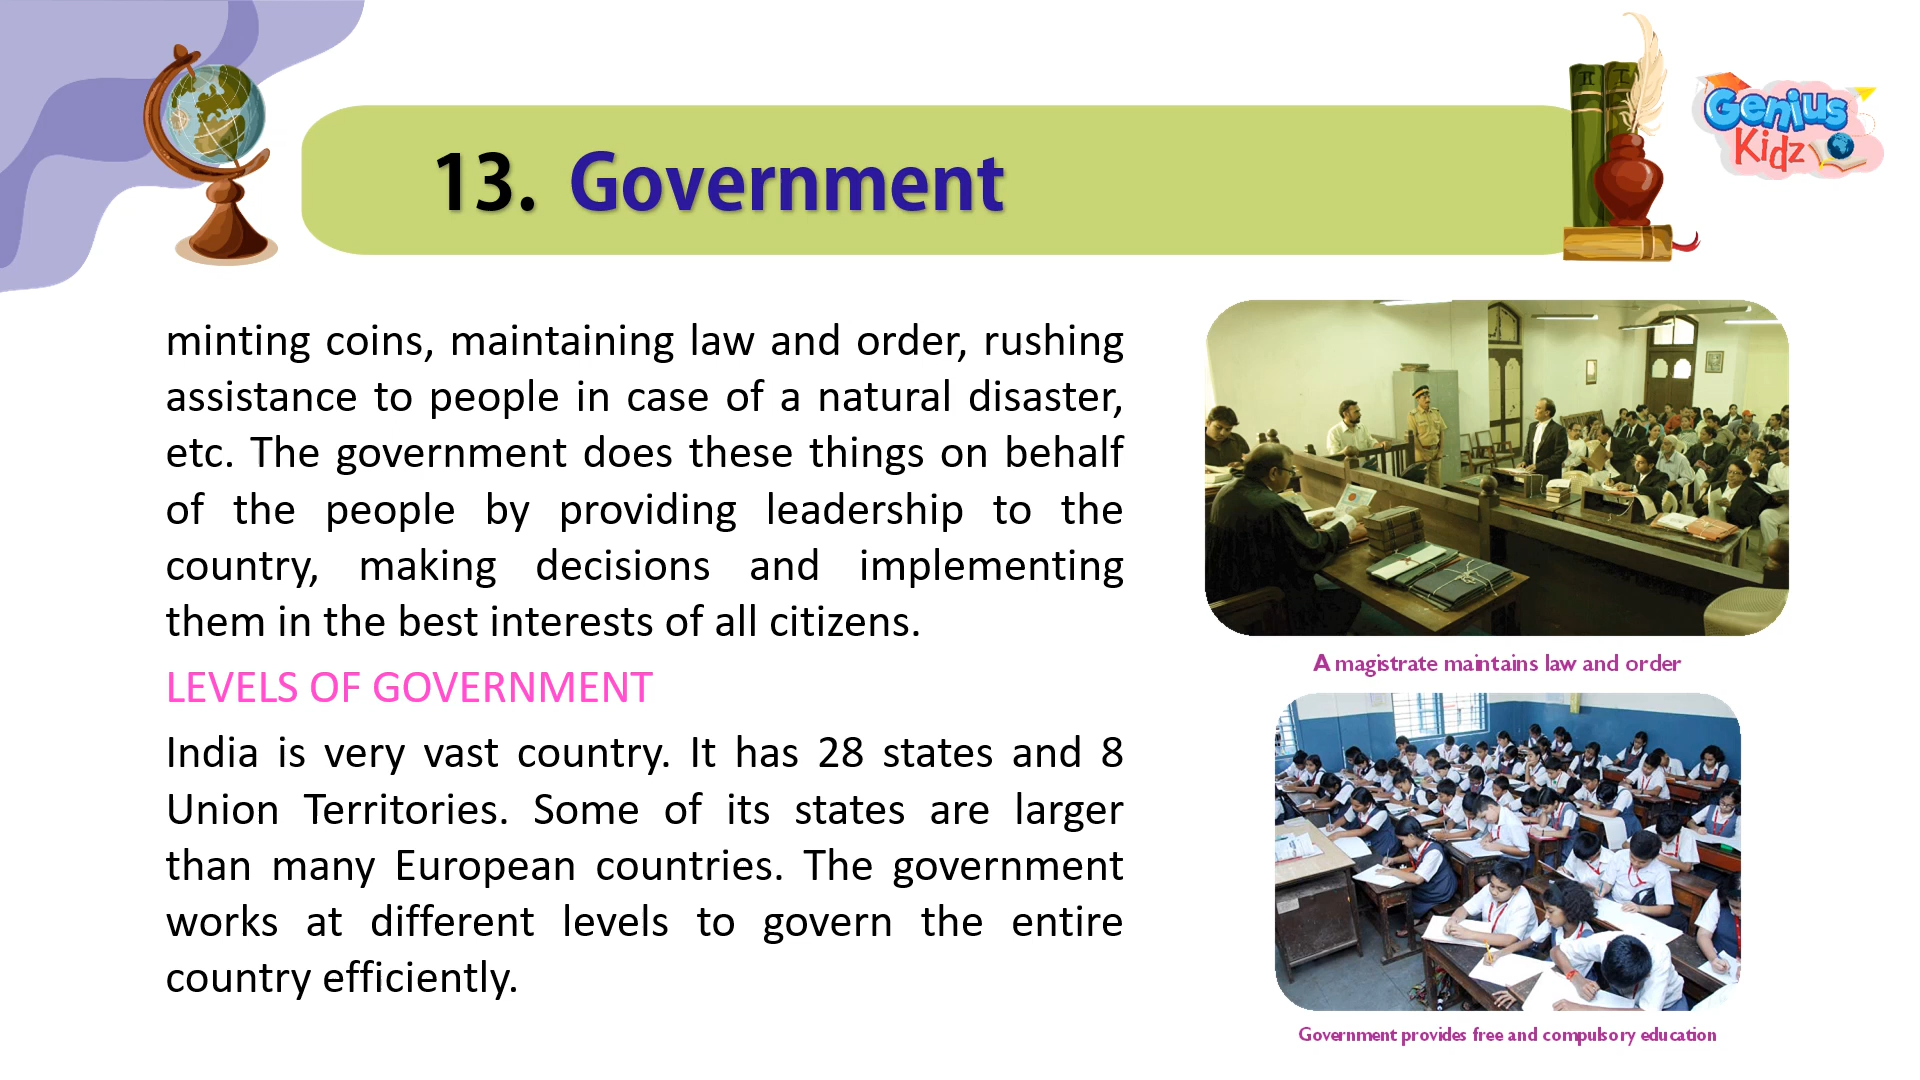 13. Government
Genius
Kidz
minting coins, maintaining law and order, rushing
assistance to people in case of a natural disaster,
etc. The government does these things on behalf
of the people by providing leadership to the
country, making decisions and implementing
them in the best interests of all citizens.
LEVELS OF GOVERNMENT
India is very vast country. It has 28 states and 8
Union Territories. Some of its states are larger
than many European countries. The government
works at different levels to govern the entire
country efficiently.
A magistrate maintains law and order
Government provides free and compulsory education